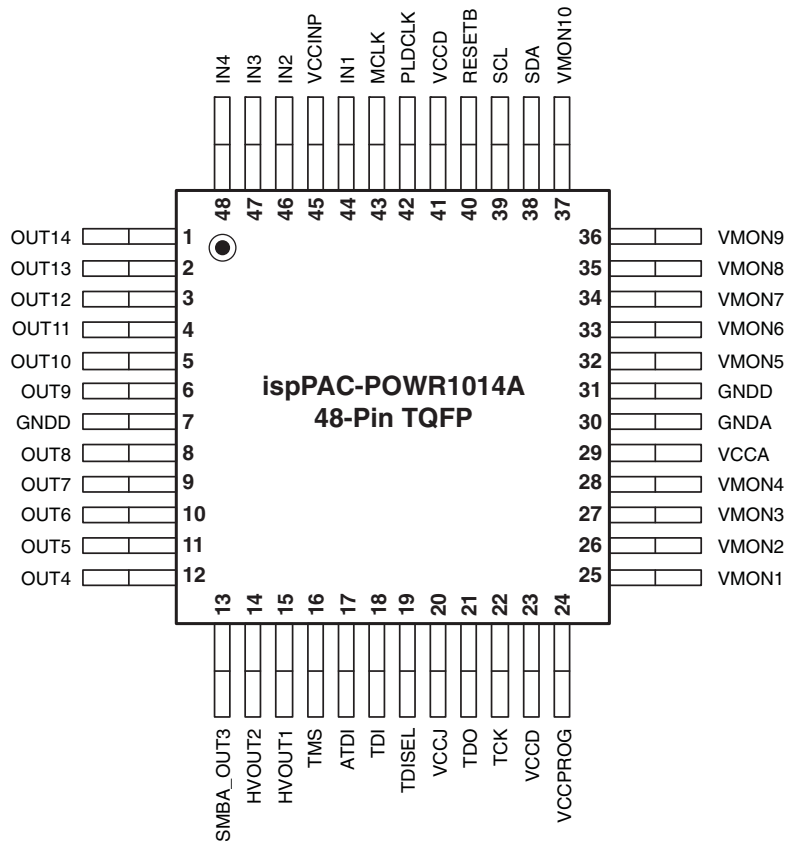 IN4
IN3
IN2
VCCINP
IN1
MCLK
PLDCLK
VCCD
RESETB
SCL
SDA
VMON10
48
47
46
45
44
43
42
41
40
39
38
37
OUT14 1
OUT13 2
OUT12 3
OUT11 4
OUT10 5
OUT9 6
GNDD 7
OUT8 8
OUT7 9
OUT6 10
OUT5 11
OUT4 12
ispPAC-POWR1014A
48-Pin TQFP
36 VMON9
35 VMON8
34 VMON7
33 VMON6
32 VMON5
31 GNDD
30 GNDA
29 VCCA
28 VMON4
27 VMON3
26 VMON2
25 VMON1
13
14
15
16
17
18
19
20
21
22
23
24
SMBA_OUT3
HVOUT2
HVOUT1
TMS
ATDI
TDI
TDISEL
VCCJ
TDO
TCK
VCCD
VCCPROG